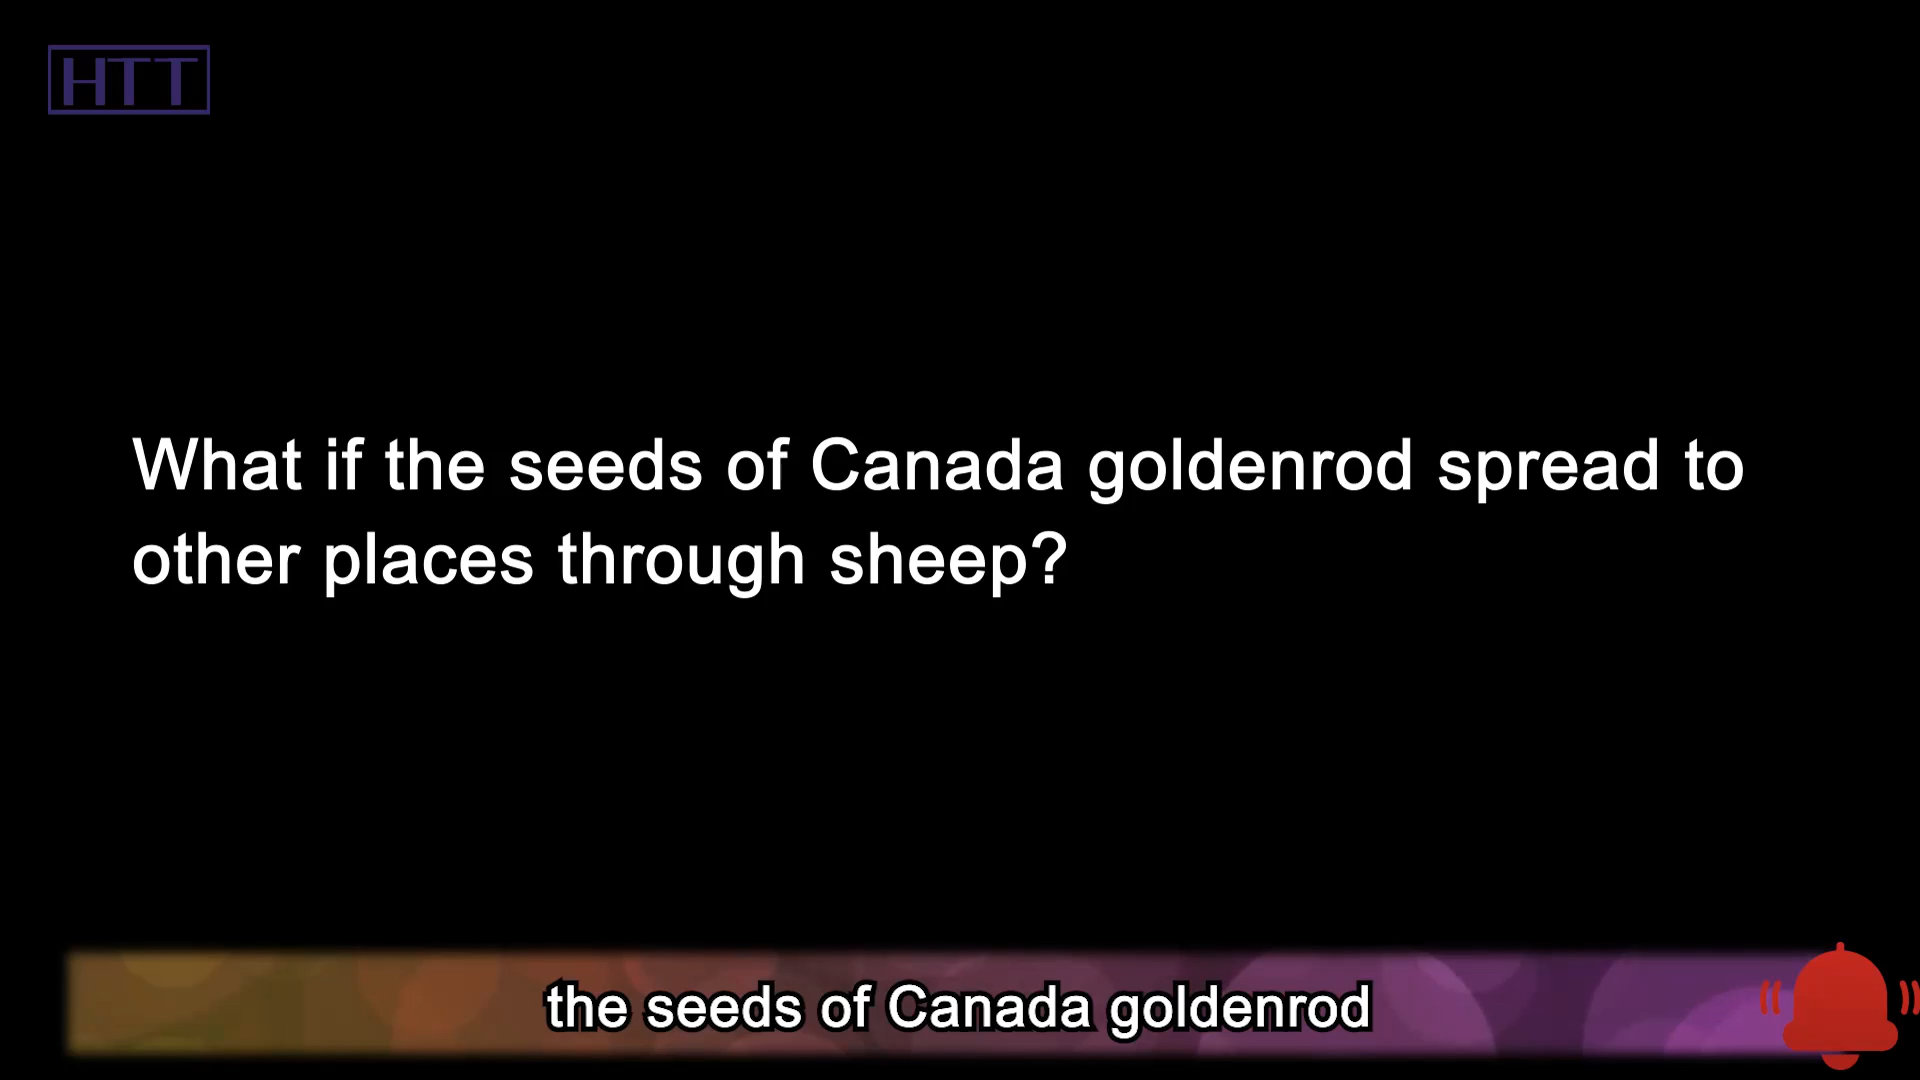 HTT
What if the seeds of Canada goldenrod spread to
other places through sheep?
the seeds of Canada goldenrod